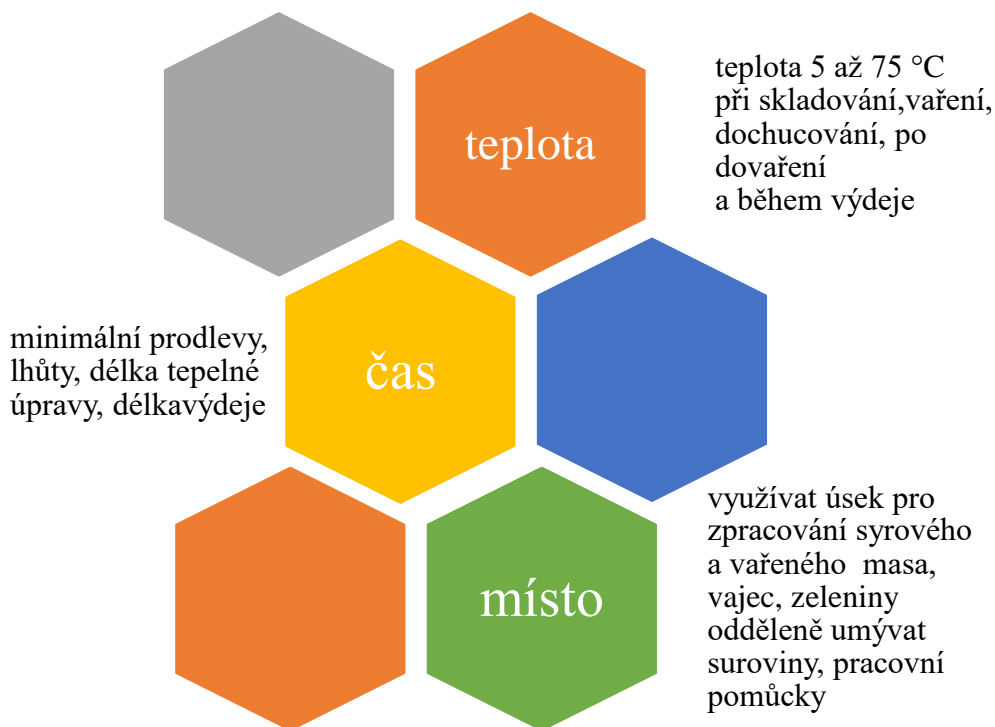 teplota
teplota 5 až 75 °C
při skladování,vaření,
dochucování, po
dovaření
a během výdeje
minimální prodlevy,
lhůty, délka tepelné
úpravy, délkavýdeje
čas
místo
využívat úsek pro
zpracování syrového
a vařeného  masa,
vajec, zeleniny
odděleně umývat
suroviny, pracovní
pomůcky